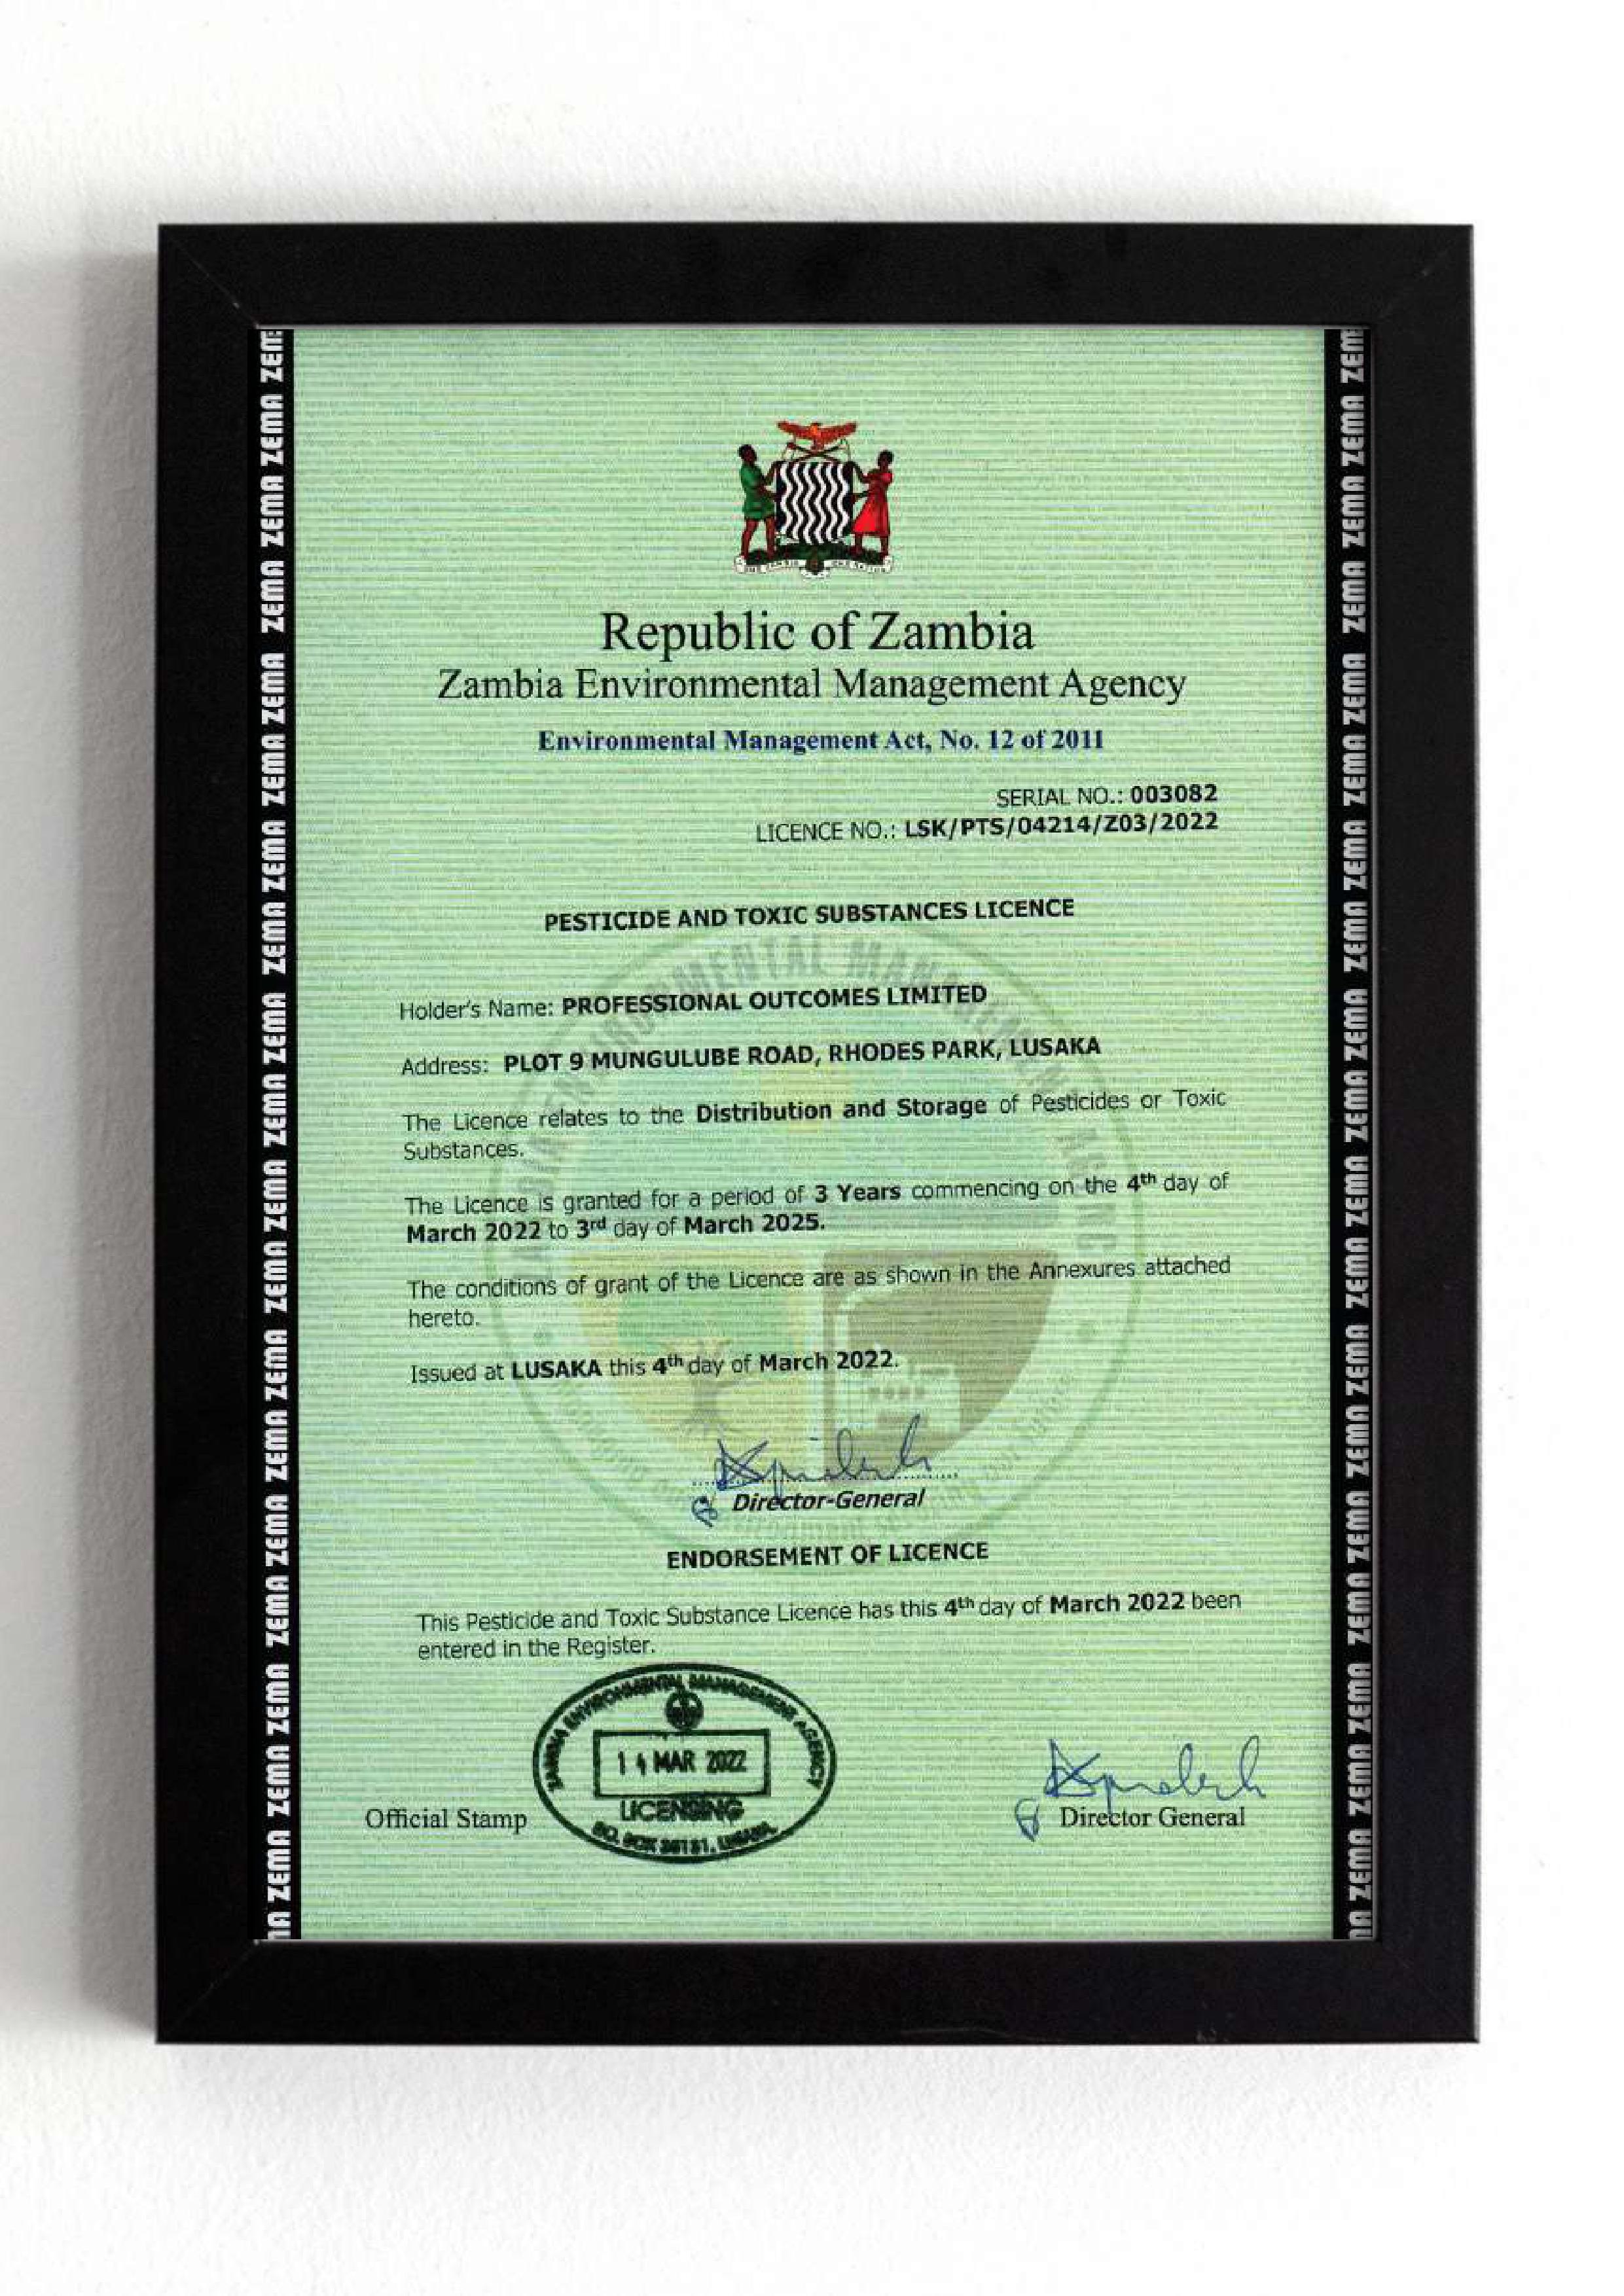 ONE ZAMBIA ONE NATION
Republic of Zambia
Zambia Environmental Management Agency
Environmental Management Act, No. 12 of 2011
SERIAL NO.: 003082
LICENCE NO.: LSK/PTS/04214/Z03/2022
PESTICIDE AND TOXIC SUBSTANCES LICENCE
Holder's Name: PROFESSIONAL OUTCOMES LIMITED
Address: PLOT 9 MUNGULUBE ROAD, RHODES PARK, LUSAKA
The Licence relates to the Distribution and Storage of Pesticides or Toxic
Substances.
The Licence is granted for a period of 3 Years commencing on the 4th day of
March 2022 to 3rd day of March 2025.
The conditions of grant of the Licence are as shown in the Annexures attached
hereto.
Issued at LUSAKA this 4th day of March 2022.
Director-General
ENDORSEMENT OF LICENCE
This Pesticide and Toxic Substance Licence has this 4th day of March 2022 been
entered in the Register.
Official Stamp
ZAMBIA ENVIRONMENTAL MANAGEMENT AGENCY
14 MAR 2022
LICENSING
Director General
ZEMA ZEMA ZEMA ZEMA ZEMA ZEMA ZEMA ZEMA ZEMA ZEMA ZEMA ZEMA ZEMA ZEMA ZEMA ZEMA ZEMA ZEMA
ZEMA ZEMA ZEMA ZEMA ZEMA ZEMA ZEMA ZEMA ZEMA ZEMA ZEMA ZEMA ZEMA ZEMA ZEMA ZEMA ZEMA ZEMA